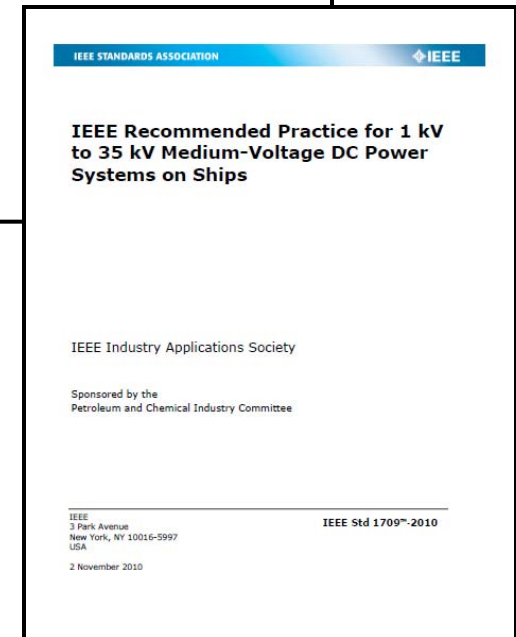 IEEE STANDARDS ASSOCIATION
IEEE
IEEE Recommended Practice for 1 kV
to 35 kV Medium-Voltage DC Power
Systems on Ships
IEEE Industry Applications Society
Sponsored by the
Petroleum and Chemical Industry Committee
IEEE
3 Park Avenue
New York, NY 10016-5997
USA
2 November 2010
IEEE Std 1709™-2010